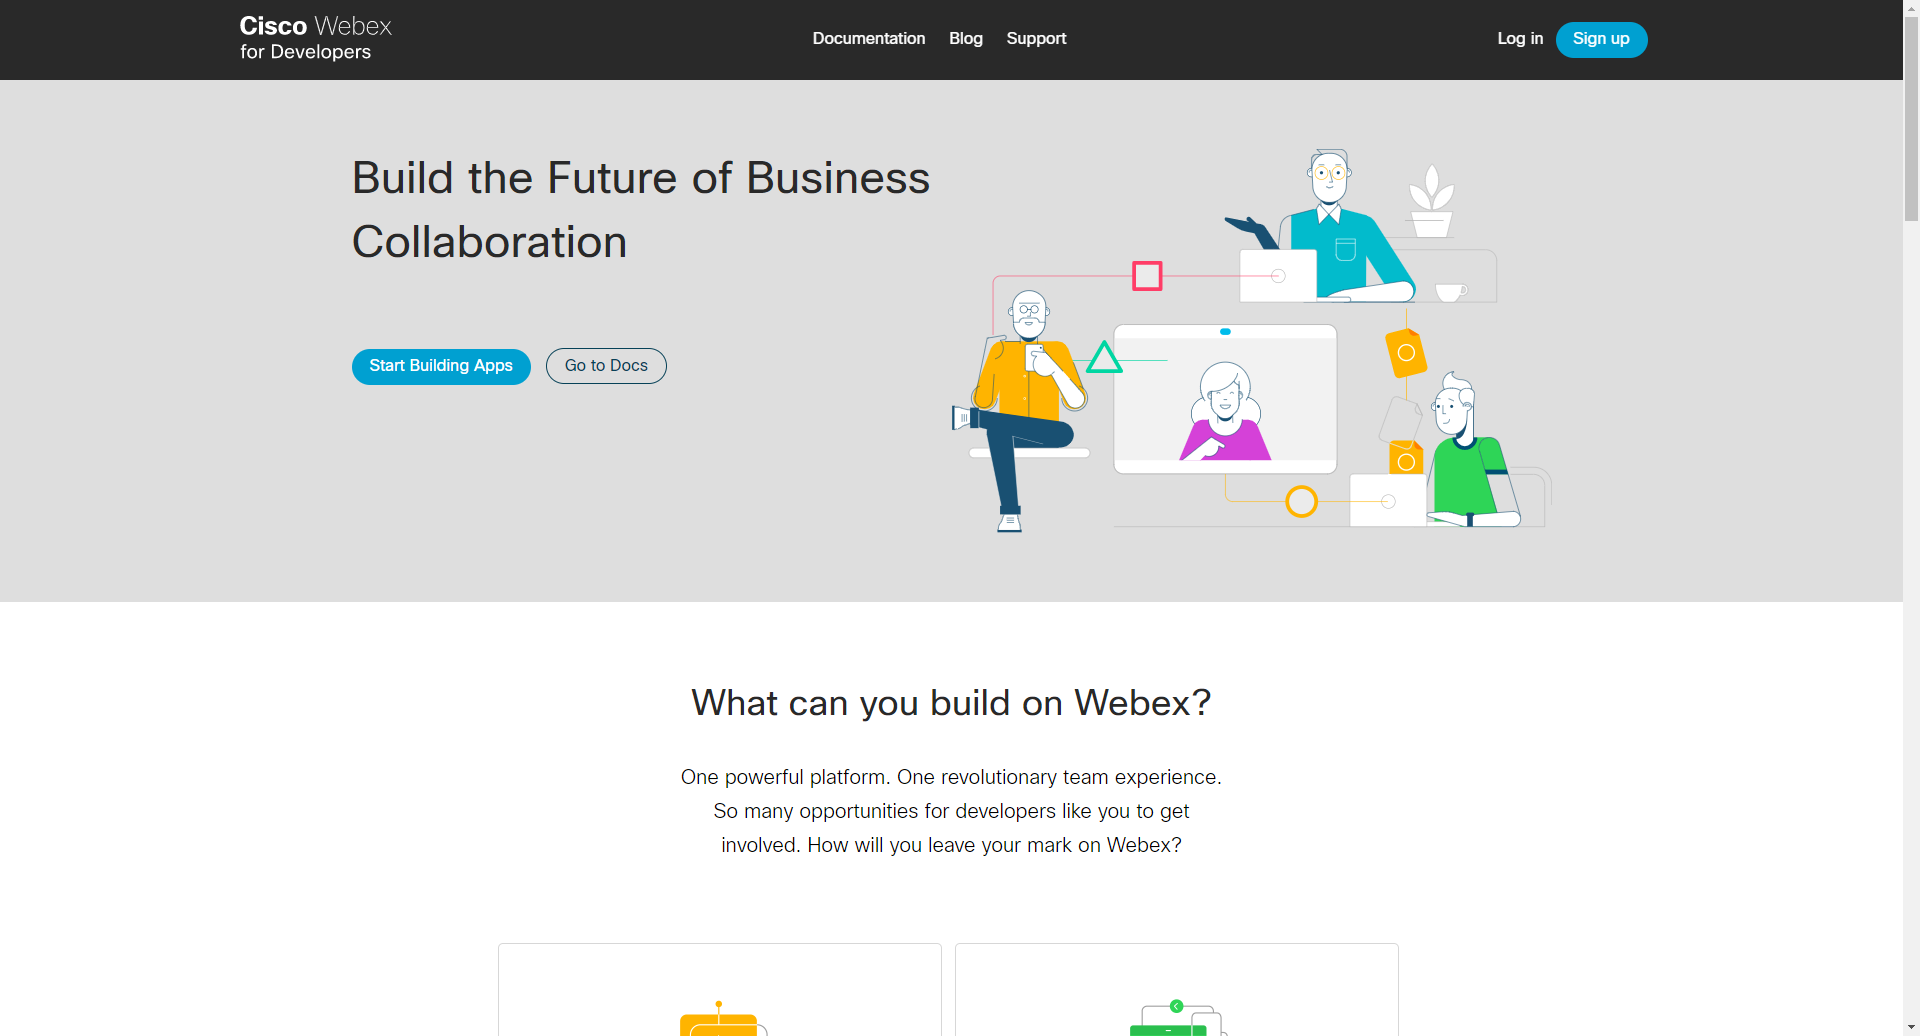 Cisco Webex
for Developers
Documentation
Blog
Support
Log in
Sign up
Build the Future of Business
Collaboration
Start Building Apps
Go to Docs
What can you build on Webex?
One powerful platform. One revolutionary team experience.
So many opportunities for developers like you to get
involved. How will you leave your mark on Webex?